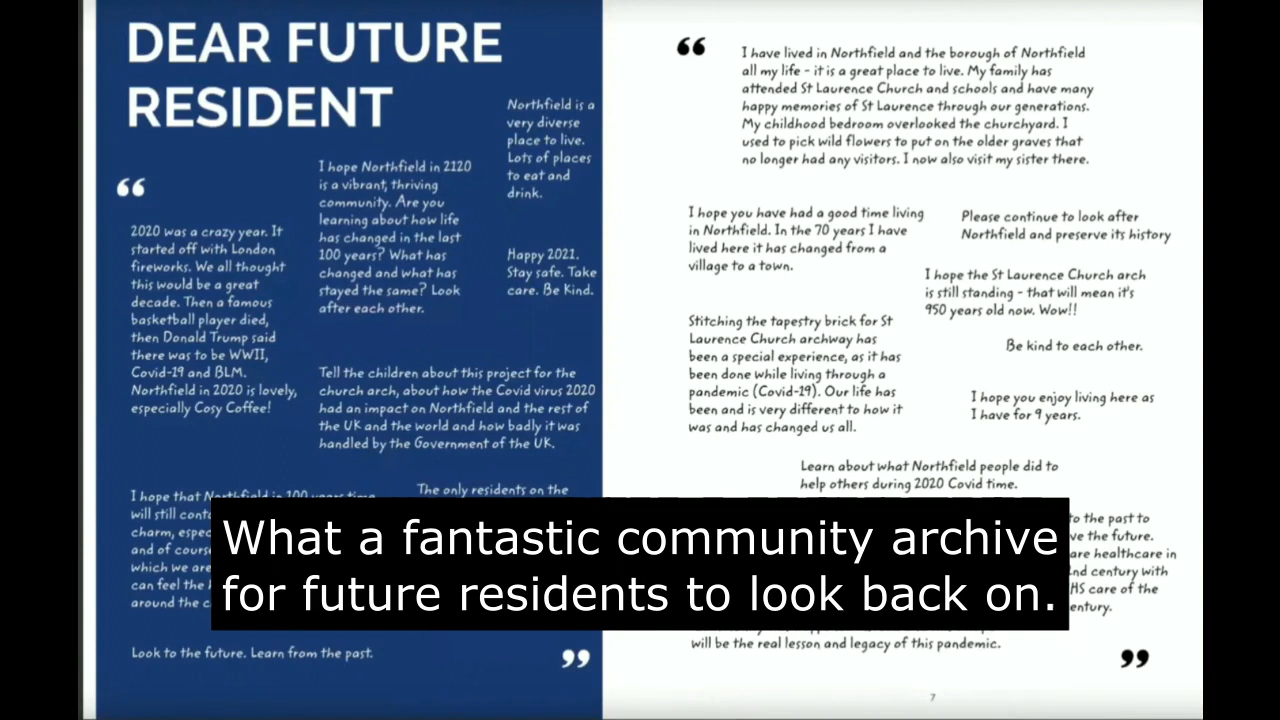 DEAR FUTURE
RESIDENT
“
2020 was a crazy year. It
started off with London
fireworks. We all thought
this would be a great
decade. Then a famous
basketball player died,
then Donald Trump said
there was to be WWII,
Covid-19 and BLM.
Northfield in 2020 is lovely,
especially Cosy Coffee!
I hope Northfield in 2120
is a vibrant, thriving
community. Are you
learning about how life
has changed in the last
100 years? What has
changed and what has
stayed the same? Look
after each other.
Northfield is a
very diverse
place to live.
Lots of places
to eat and
drink.
Happy 2021.
Stay safe. Take
care. Be Kind.
Tell the children about this project for the
church arch, about how the Covid virus 2020
had an impact on Northfield and the rest of
the UK and the world and how badly it was
handled by the Government of the UK.
I hope that Northfield in 100 years time
will still
charm,
and of
which we are
can feel the
around the
The only residents on the
Look to the future. Learn from the past.
”
“
I have lived in Northfield and the borough of Northfield
all my life - it is a great place to live. My family has
attended St Laurence Church and schools and have many
happy memories of St Laurence through our generations.
My childhood bedroom overlooked the churchyard. I
used to pick wild flowers to put on the older graves that
no longer had any visitors. I now also visit my sister there.
I hope you have had a good time living
in Northfield. In the 70 years I have
lived here it has changed from a
village to a town.
Please continue to look after
Northfield and preserve its history
I hope the St Laurence Church arch
is still standing - that will mean it's
950 years old now. Wow!!
Stitching the tapestry brick for St
Laurence Church archway has
been a special experience, as it has
been done while living through a
pandemic (Covid-19). Our life has
been and is very different to how it
was and has changed us all.
Be kind to each other.
I hope you enjoy living here as
I have for 9 years.
Learn about what Northfield people did to
help others during 2020 Covid time.
to the past to
the future.
are healthcare in
century with
care of the
will be the real lesson and legacy of this pandemic.
”
7
What a fantastic community archive
for future residents to look back on.